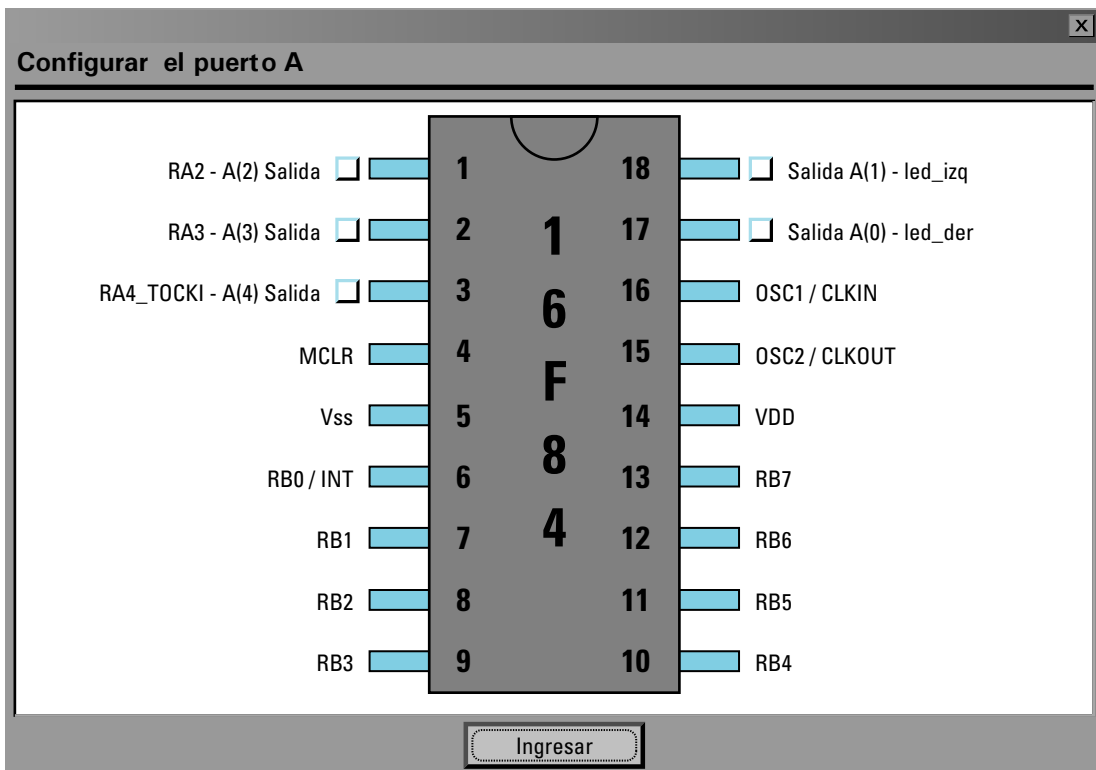 X
Configurar el puerto A
RA2 - A(2) Salida 1 18 Salida A(1) - led_izq
RA3 - A(3) Salida 2 17 Salida A(0) - led_der
RA4_TOCKI - A(4) Salida 3 16 OSC1 / CLKIN
MCLR 4 15 OSC2 / CLKOUT
Vss 5 14 VDD
RB0 / INT 6 13 RB7
RB1 7 12 RB6
RB2 8 11 RB5
RB3 9 10 RB4
1
6
F
8
4
Ingresar